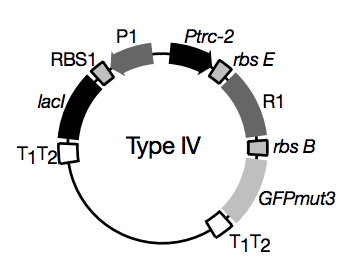 P1
Ptrc-2
RBS1
rbs E
lacI
R1
Type IV
T1T2
rbs B
GFPmut3
T1T2